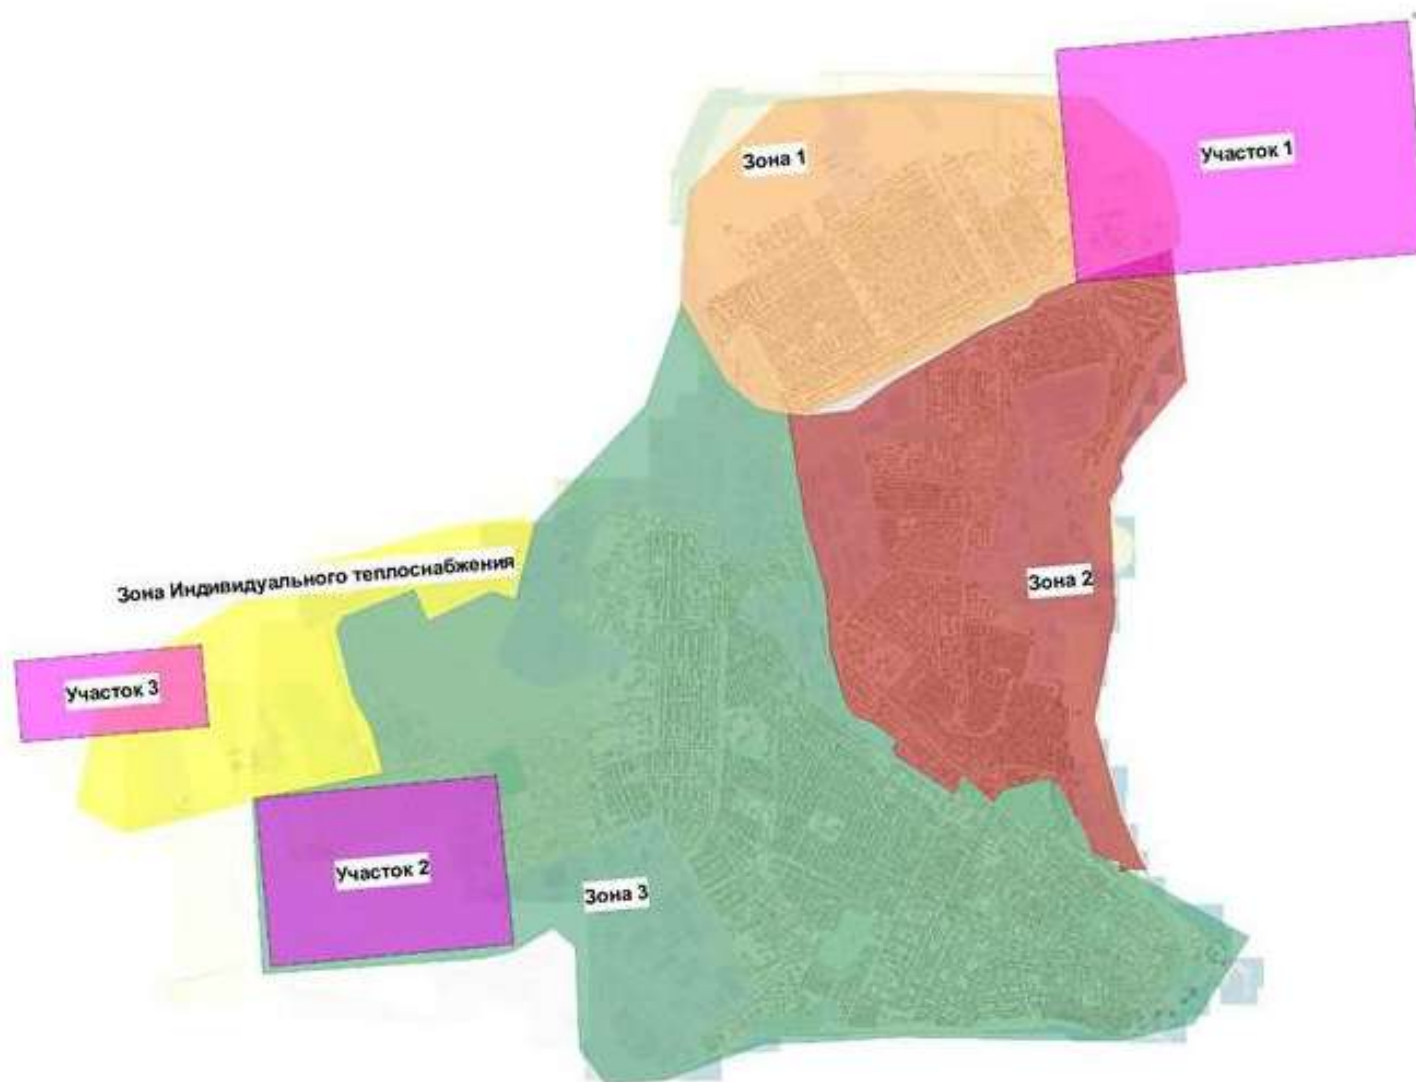 Зона 1
Участок 1
Зона Индивидуального теплоснабжения
Зона 2
Участок 3
Участок 2
Зона 3